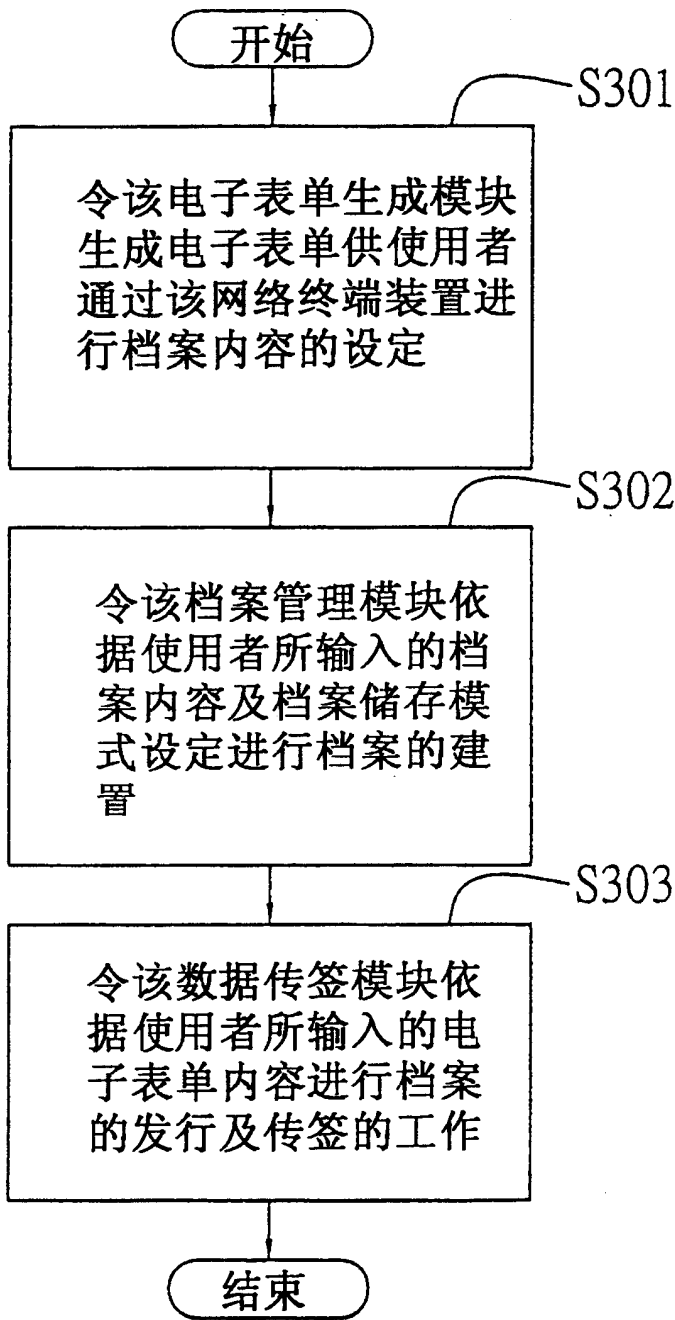 开始
S301
令该电子表单生成模块
生成电子表单供使用者
通过该网络终端装置进
行档案内容的设定
S302
令该档案管理模块依
据使用者所输入的档
案内容及档案储存模
式设定进行档案的建
置
S303
令该数据传签模块依
据使用者所输入的电
子表单内容进行档案
的发行及传签的工作
结束